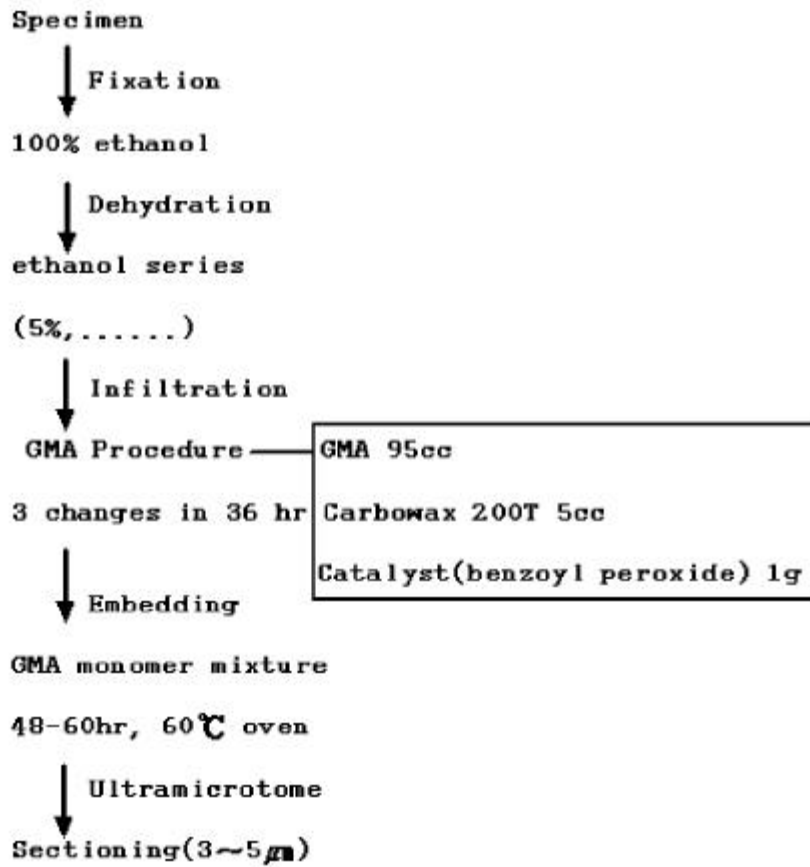 Specimen
Fixation
100% ethanol
Dehydration
ethanol series
(5%,......)
Infiltration
GMA Procedure
GMA 95cc
3 changes in 36 hr
Carbowax 200T 5cc
Catalyst(benzoyl peroxide) 1g
Embedding
GMA monomer mixture
48-60hr, 60℃ oven
Ultramicrotome
Sectioning(3~5㎛)